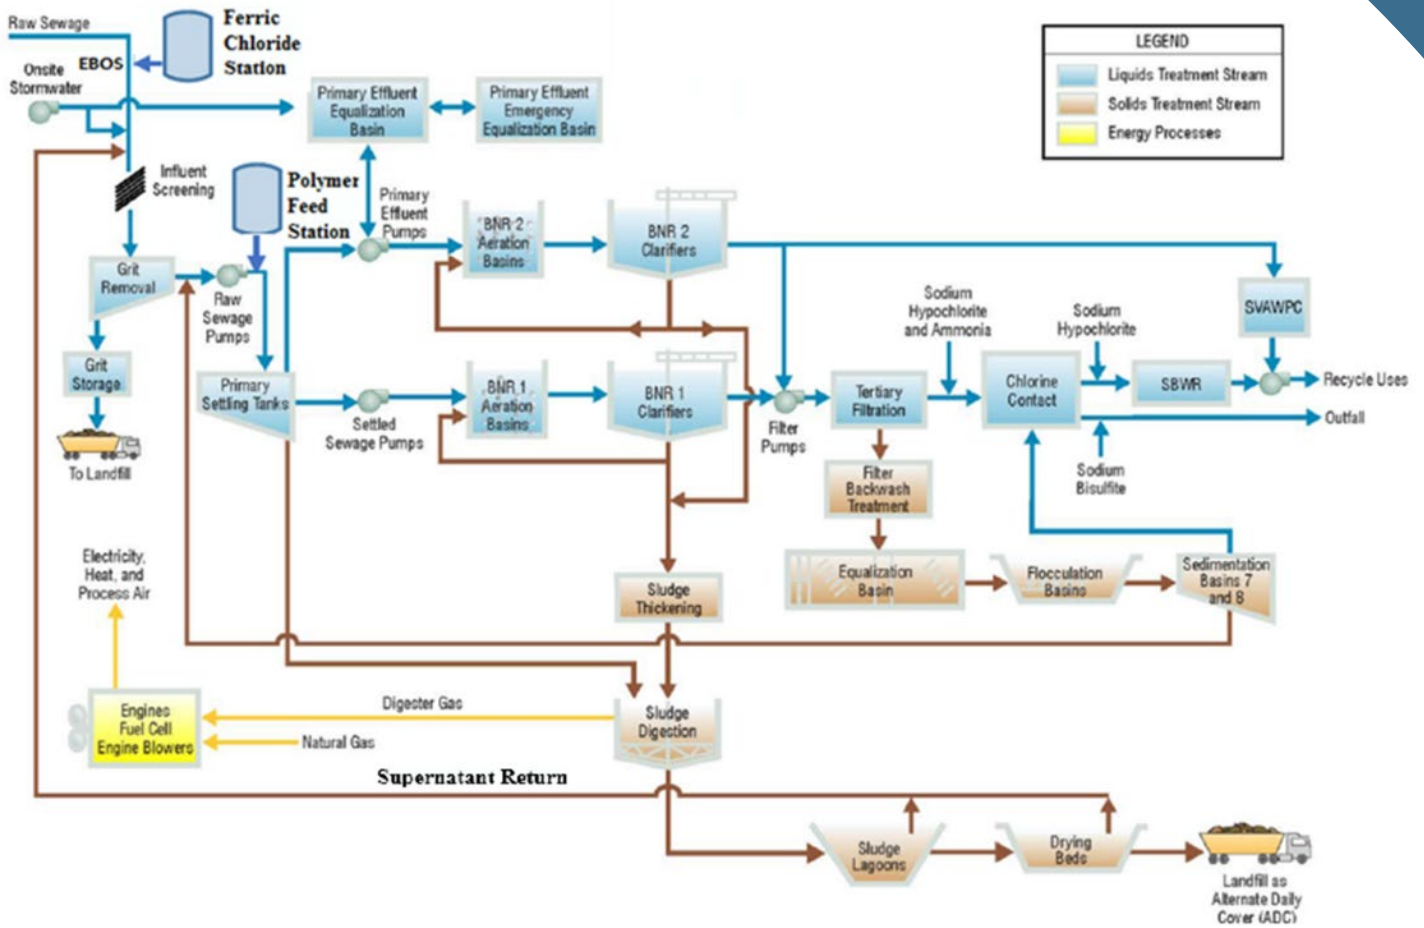 Raw Sewage
Ferric
Chloride
Station
EBOS
Onsite
Stormwater
Primary Effluent
Equalization
Basin
Primary Effluent
Emergency
Equalization Basin
LEGEND
Liquids Treatment Stream
Solids Treatment Stream
Energy Processes
Influent
Screening
Polymer
Feed
Station
Primary
Effluent
Pumps
BNR 2
Aeration
Basins
BNR 2
Clarifiers
Grit
Removal
Raw
Sewage
Pumps
Sodium
Hypochlorite
and Ammonia
Sodium
Hypochlorite
SVAWPC
Grit
Storage
Primary
Settling Tanks
Settled
Sewage Pumps
BNR 1
Aeration
Basins
BNR 1
Clarifiers
Filter
Pumps
Tertiary
Filtration
Chlorine
Contact
SBWR
Recycle Uses
Outfall
To Landfill
Filter
Backwash
Treatment
Sodium
Bisulfite
Electricity,
Heat, and
Process Air
Sludge
Thickening
Equalization
Basin
Flocculation
Basins
Sedimentation
Basins 7
and 8
Engines
Fuel Cell
Engine Blowers
Digester Gas
Natural Gas
Sludge
Digestion
Supernatant Return
Sludge
Lagoons
Drying
Beds
Landfill as
Alternate Daily
Cover (ADC)